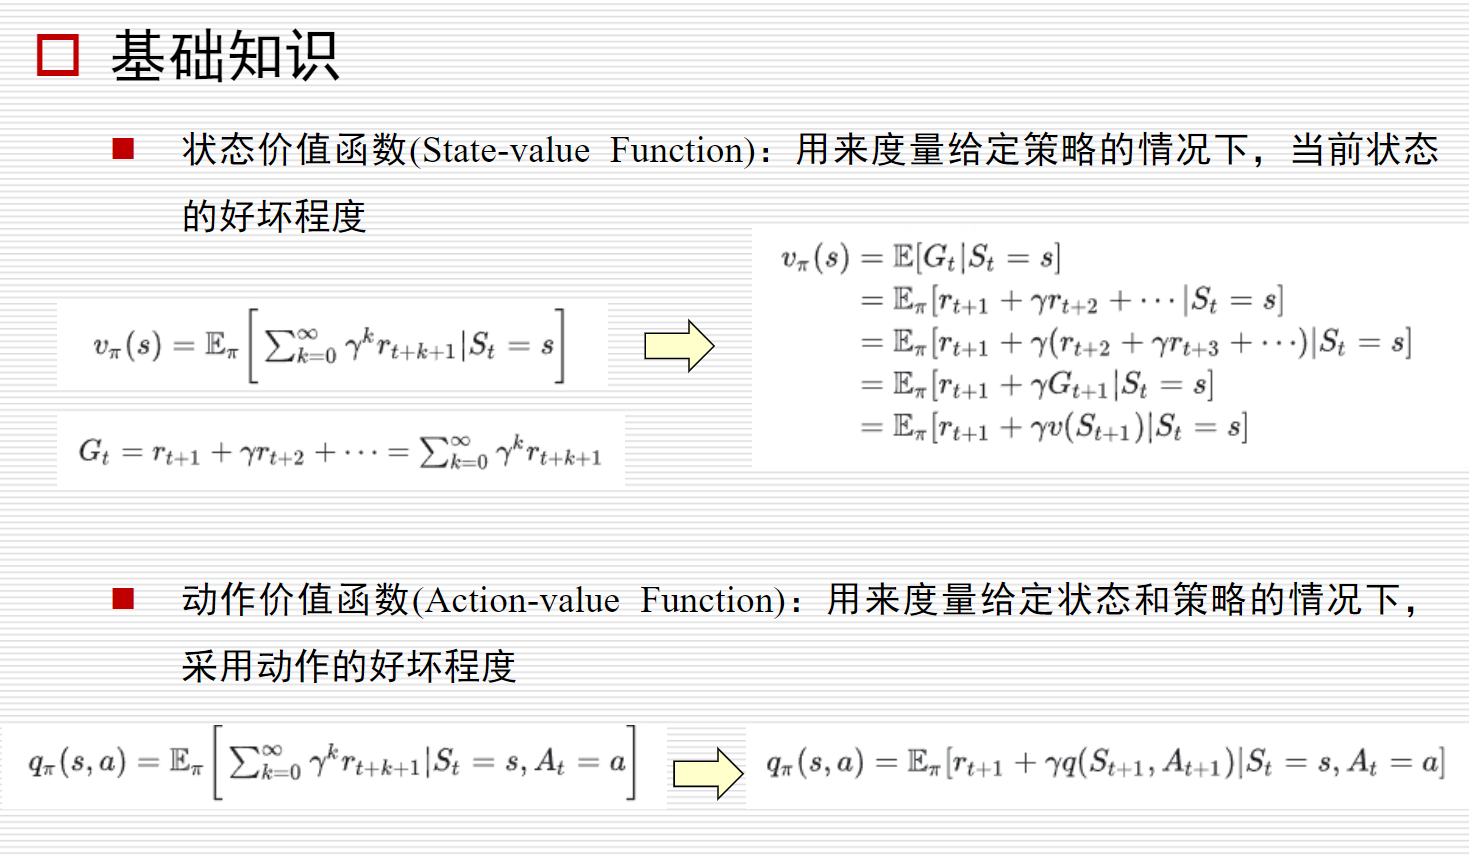 基础知识
状态价值函数(State-value Function)：用来度量给定策略的情况下，当前状态
的好坏程度
$v_\pi(s) = \mathbb{E}_\pi\left[\sum_{k=0}^{\infty} \gamma^k r_{t+k+1} | S_t = s\right]$
$G_t = r_{t+1} + \gamma r_{t+2} + \cdots = \sum_{k=0}^{\infty} \gamma^k r_{t+k+1}$
$v_\pi(s) = \mathbb{E}[G_t | S_t = s]$
$= \mathbb{E}_\pi[r_{t+1} + \gamma r_{t+2} + \cdots | S_t = s]$
$= \mathbb{E}_\pi[r_{t+1} + \gamma(r_{t+2} + \gamma r_{t+3} + \cdots) | S_t = s]$
$= \mathbb{E}_\pi[r_{t+1} + \gamma G_{t+1} | S_t = s]$
$= \mathbb{E}_\pi[r_{t+1} + \gamma v(S_{t+1}) | S_t = s]$
动作价值函数(Action-value Function)：用来度量给定状态和策略的情况下，
采用动作的好坏程度
$q_\pi(s, a) = \mathbb{E}_\pi\left[\sum_{k=0}^{\infty} \gamma^k r_{t+k+1} | S_t = s, A_t = a\right]$
$q_\pi(s, a) = \mathbb{E}_\pi[r_{t+1} + \gamma q(S_{t+1}, A_{t+1}) | S_t = s, A_t = a]$